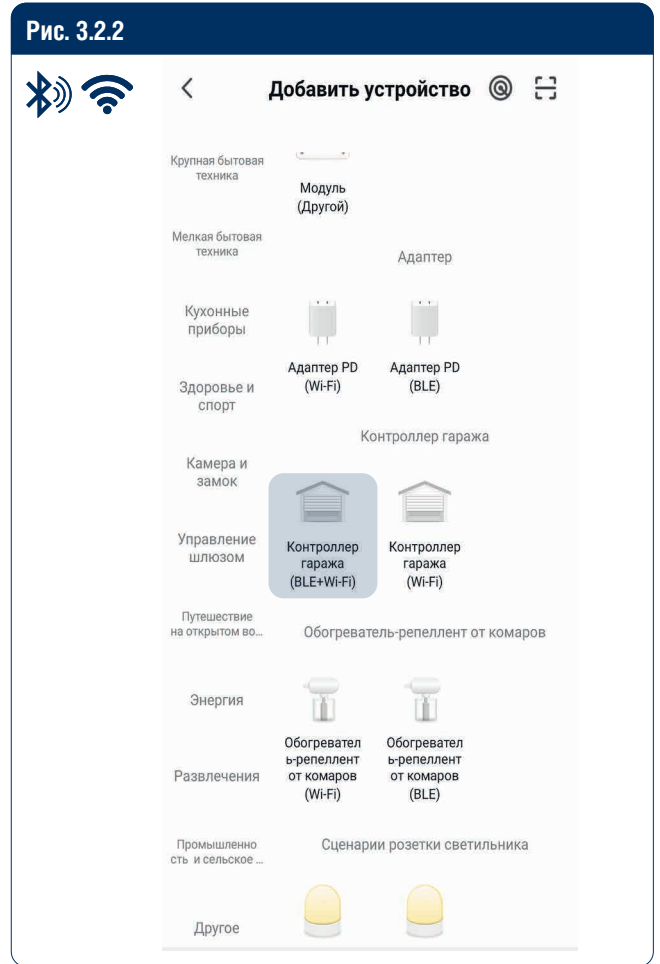 Рис. 3.2.2
Добавить устройство
Крупная бытовая
техника
Мелкая бытовая
техника
Кухонные
приборы
Здоровье и
спорт
Камера и
замок
Управление
шлюзом
Путешествие
на открытом во...
Энергия
Развлечения
Промышленно
сть и сельское ...
Другое
Модуль
(Другой)
Адаптер
Адаптер PD
(Wi-Fi)
Адаптер PD
(BLE)
Контроллер гаража
Контроллер
гаража
(BLE+Wi-Fi)
Контроллер
гаража
(Wi-Fi)
Обогреватель-репеллент от комаров
Обогревател
ь-репеллент
от комаров
(Wi-Fi)
Обогревател
ь-репеллент
от комаров
(BLE)
Сценарии розетки светильника